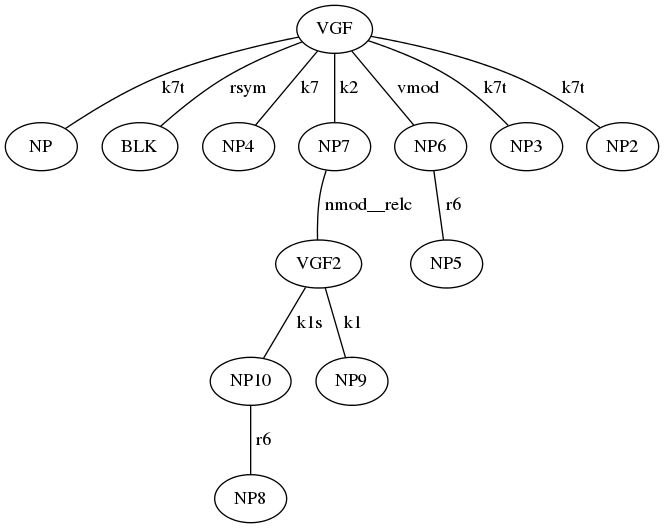 VGF
k7t rsym k7 k2 vmod k7t k7t
NP BLK NP4 NP7 NP6 NP3 NP2
nmod__relc r6
VGF2 NP5
k1s k1
NP10 NP9
r6
NP8